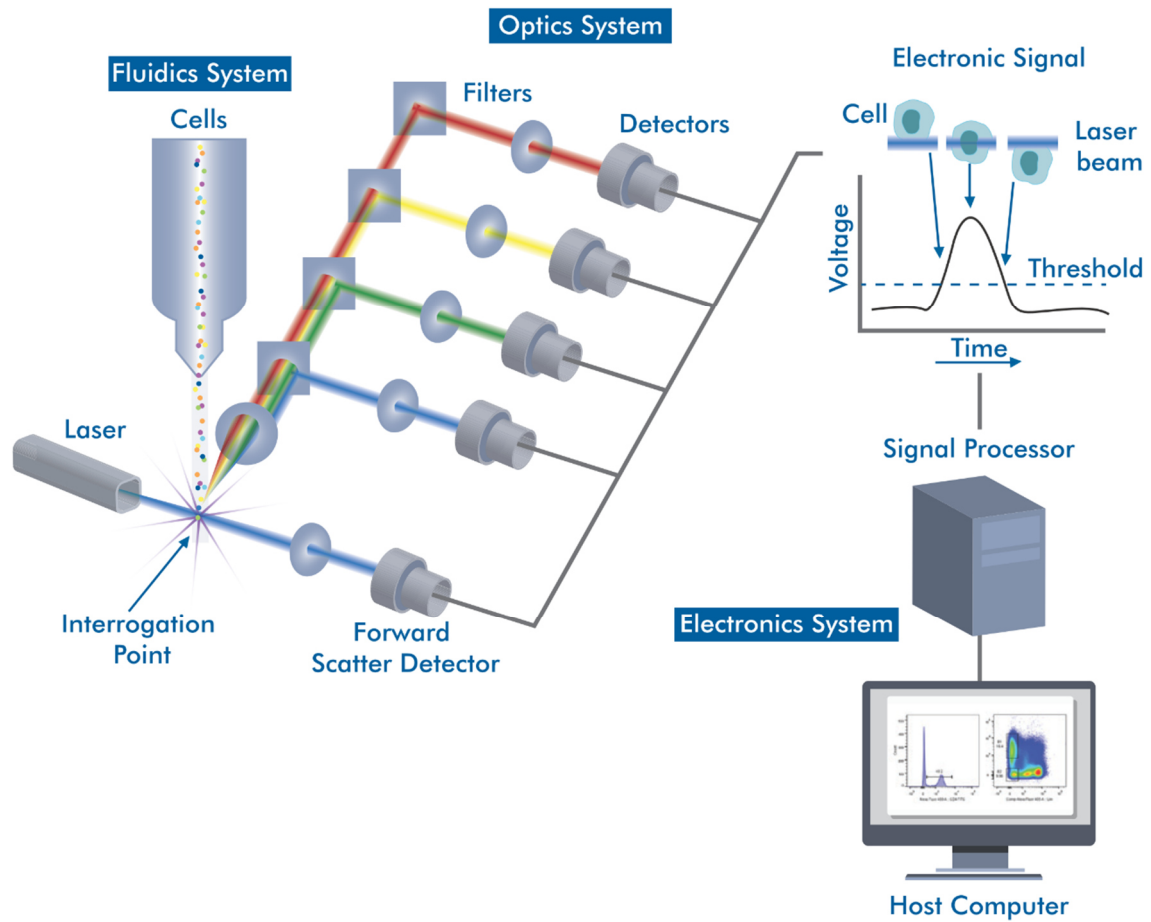 Optics System
Fluidics System
Cells
Filters
Detectors
Electronic Signal
Cell
Laser
beam
Voltage
Threshold
Time
Laser
Interrogation
Point
Forward
Scatter Detector
Signal Processor
Electronics System
Host Computer